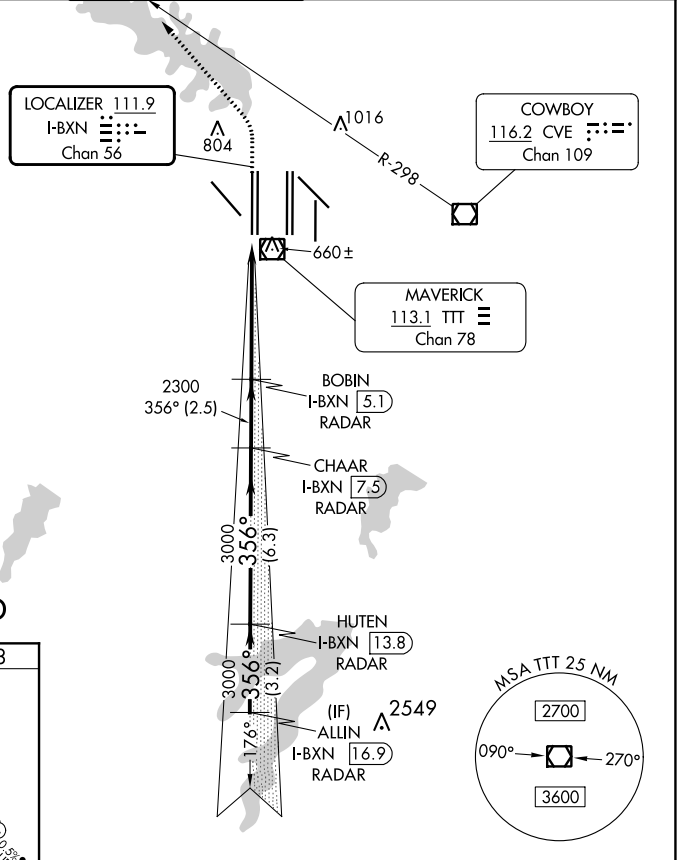 LOCALIZER 111.9
I-BXN
Chan 56
804
1016
R-298
COWBOY
116.2 CVE
Chan 109
660 ±
MAVERICK
113.1 TTT
Chan 78
2300
356° (2.5)
BOBIN
I-BXN 5.1
RADAR
CHAAR
I-BXN 7.5
RADAR
3000
356°
(6.3)
HUTEN
I-BXN 13.8
RADAR
3000
356°
(3.2)
(IF)
ALLIN
I-BXN 16.9
RADAR
2549
176°
MSA TTT 25 NM
2700
090°
270°
3600